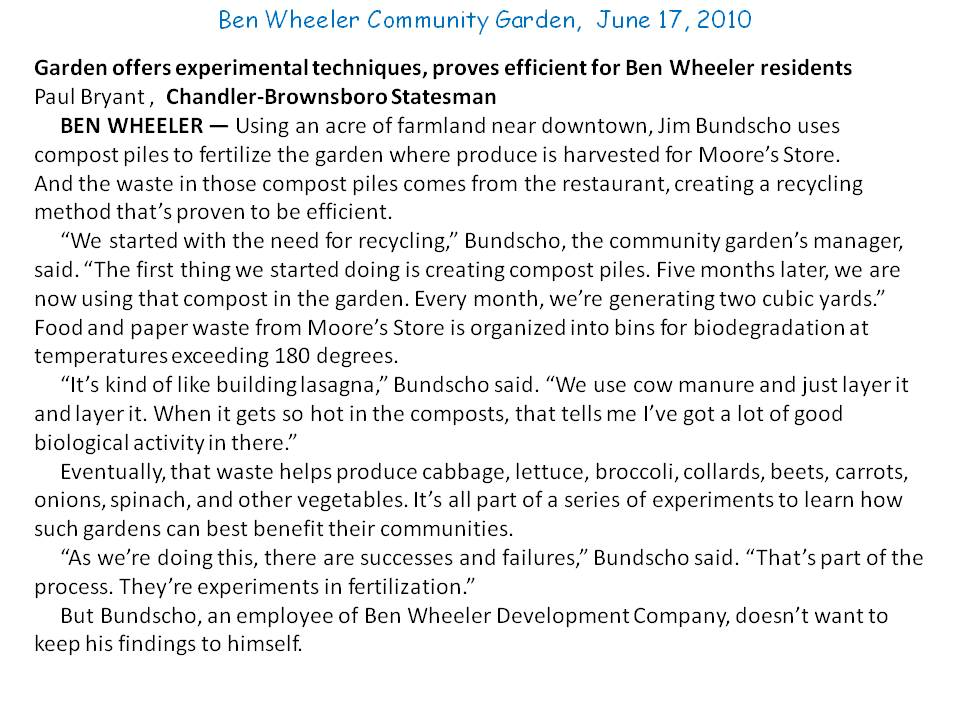 Ben Wheeler Community Garden,  June 17, 2010
Garden offers experimental techniques, proves efficient for Ben Wheeler residents
Paul Bryant ,  Chandler-Brownsboro Statesman
BEN WHEELER — Using an acre of farmland near downtown, Jim Bundscho uses
compost piles to fertilize the garden where produce is harvested for Moore’s Store.
And the waste in those compost piles comes from the restaurant, creating a recycling
method that’s proven to be efficient.
“We started with the need for recycling,” Bundscho, the community garden’s manager,
said. “The first thing we started doing is creating compost piles. Five months later, we are
now using that compost in the garden. Every month, we’re generating two cubic yards.”
Food and paper waste from Moore’s Store is organized into bins for biodegradation at
temperatures exceeding 180 degrees.
“It’s kind of like building lasagna,” Bundscho said. “We use cow manure and just layer it
and layer it. When it gets so hot in the composts, that tells me I’ve got a lot of good
biological activity in there.”
Eventually, that waste helps produce cabbage, lettuce, broccoli, collards, beets, carrots,
onions, spinach, and other vegetables. It’s all part of a series of experiments to learn how
such gardens can best benefit their communities.
“As we’re doing this, there are successes and failures,” Bundscho said. “That’s part of the
process. They’re experiments in fertilization.”
But Bundscho, an employee of Ben Wheeler Development Company, doesn’t want to
keep his findings to himself.